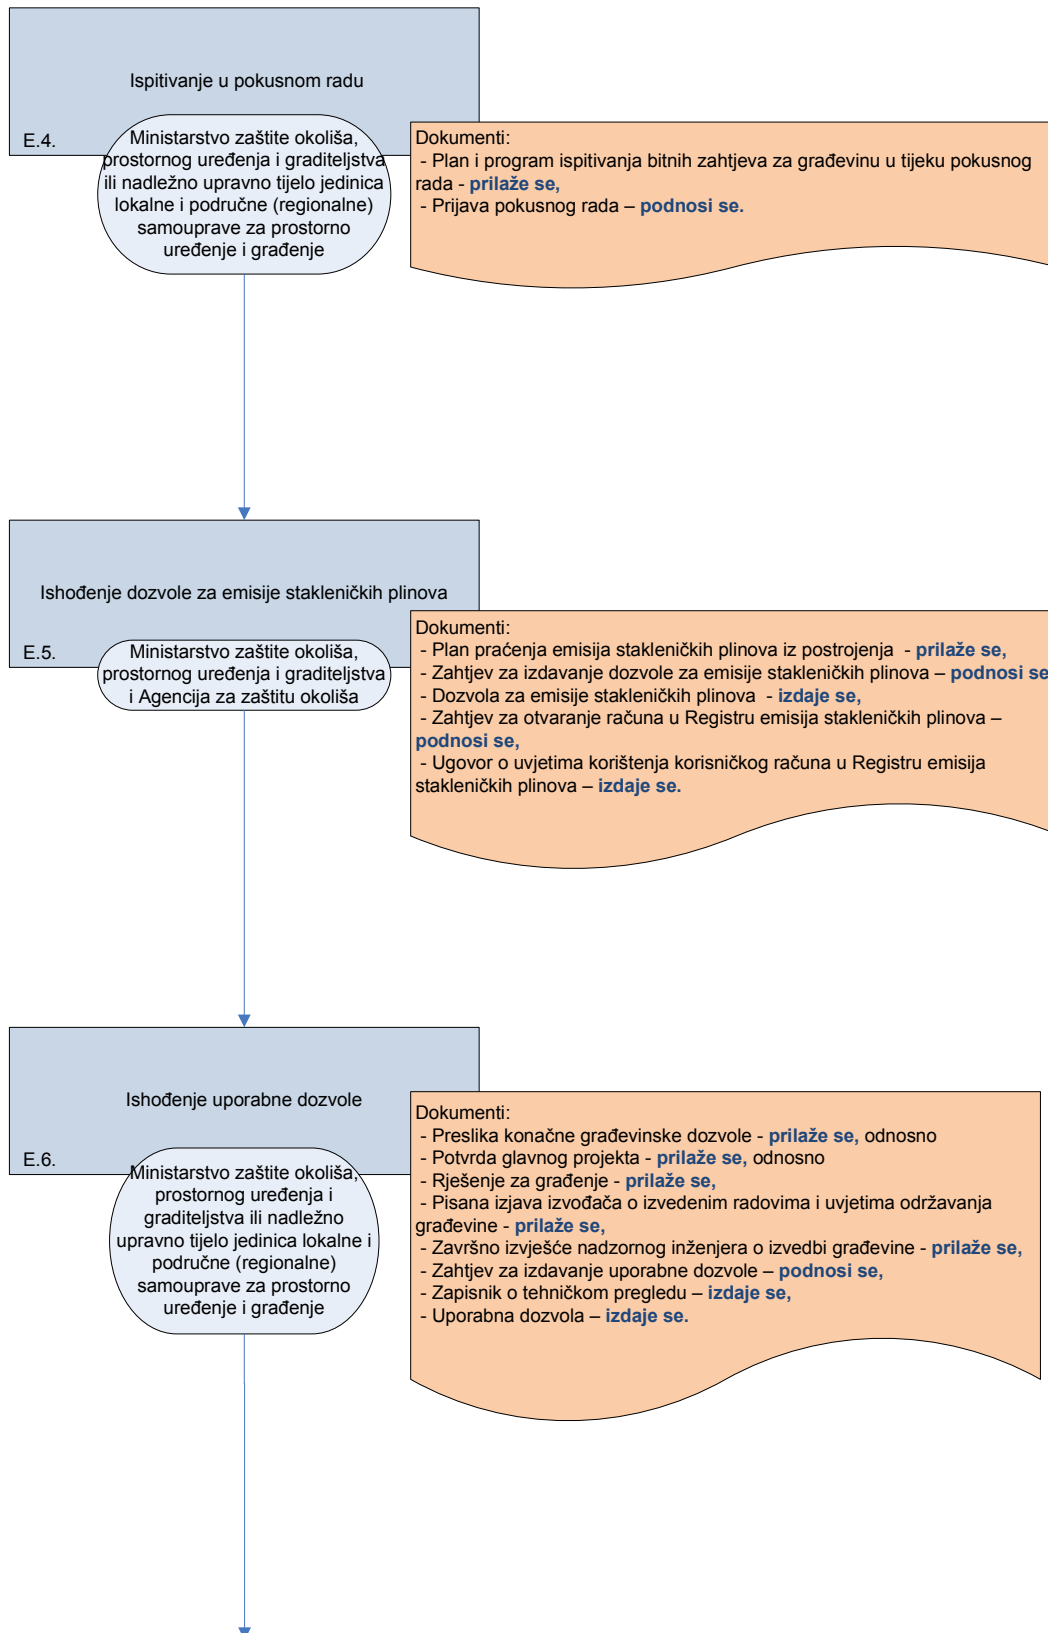 Ispitivanje u pokusnom radu
E.4.
Ministarstvo zaštite okoliša,
prostornog uređenja i graditeljstva
ili nadležno upravno tijelo jedinica
lokalne i područne (regionalne)
samouprave za prostorno
uređenje i građenje
Dokumenti:
- Plan i program ispitivanja bitnih zahtjeva za građevinu u tijeku pokusnog
rada - prilaže se,
- Prijava pokusnog rada – podnosi se.
Ishođenje dozvole za emisije stakleničkih plinova
E.5.
Ministarstvo zaštite okoliša,
prostornog uređenja i graditeljstva
i Agencija za zaštitu okoliša
Dokumenti:
- Plan praćenja emisija stakleničkih plinova iz postrojenja - prilaže se,
- Zahtjev za izdavanje dozvole za emisije stakleničkih plinova – podnosi se
- Dozvola za emisije stakleničkih plinova - izdaje se,
- Zahtjev za otvaranje računa u Registru emisija stakleničkih plinova –
podnosi se,
- Ugovor o uvjetima korištenja korisničkog računa u Registru emisija
stakleničkih plinova – izdaje se.
Ishođenje uporabne dozvole
E.6.
Ministarstvo zaštite okoliša,
prostornog uređenja i
graditeljstva ili nadležno
upravno tijelo jedinica lokalne i
područne (regionalne)
samouprave za prostorno
uređenje i građenje
Dokumenti:
- Preslika konačne građevinske dozvole - prilaže se, odnosno
- Potvrda glavnog projekta - prilaže se, odnosno
- Rješenje za građenje - prilaže se,
- Pisana izjava izvođača o izvedenim radovima i uvjetima održavanja
građevine - prilaže se,
- Završno izvješće nadzornog inženjera o izvedbi građevine - prilaže se,
- Zahtjev za izdavanje uporabne dozvole – podnosi se,
- Zapisnik o tehničkom pregledu – izdaje se,
- Uporabna dozvola – izdaje se.